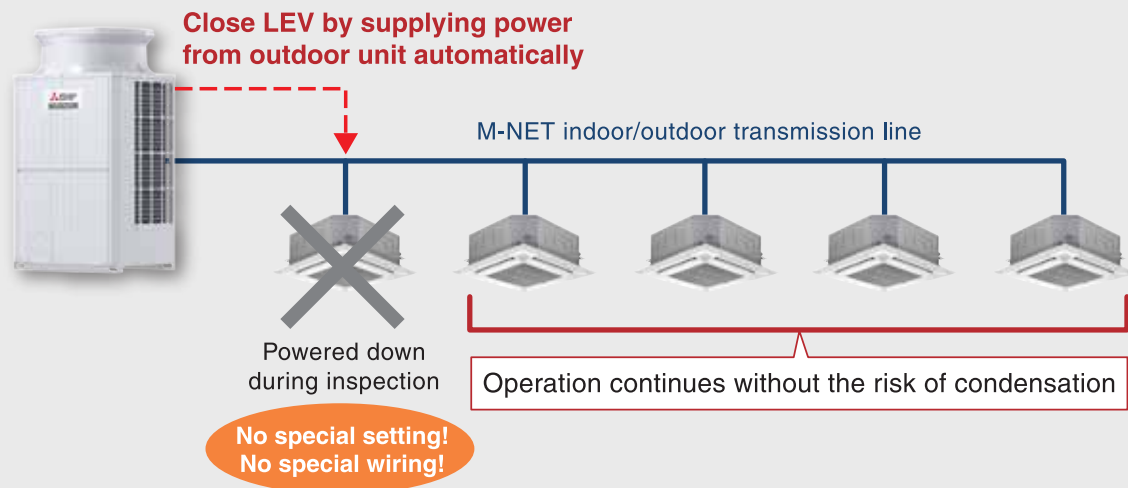 Close LEV by supplying power
from outdoor unit automatically
M-NET indoor/outdoor transmission line
Powered down
during inspection
Operation continues without the risk of condensation
No special setting!
No special wiring!